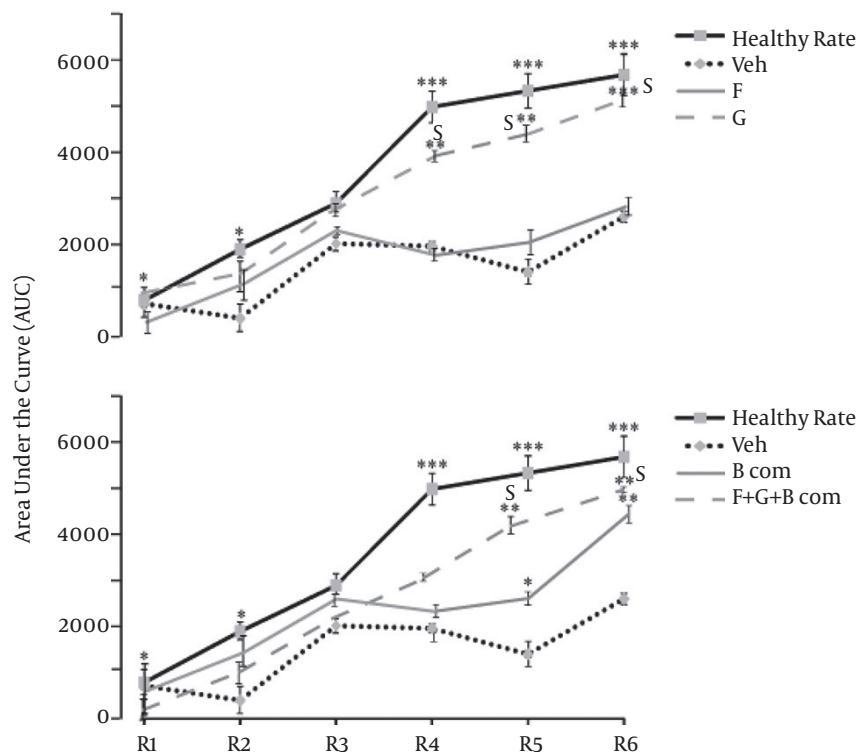 Area Under the Curve (AUC)
6000
4000
2000
0
*
*
***
***
***
***
S
S
**
S
**
Healthy Rate
Veh
F
G
6000
4000
2000
0
*
*
***
***
***
S
S
**
**
**
*
Healthy Rate
Veh
B com
F+G+B com
R1 R2 R3 R4 R5 R6